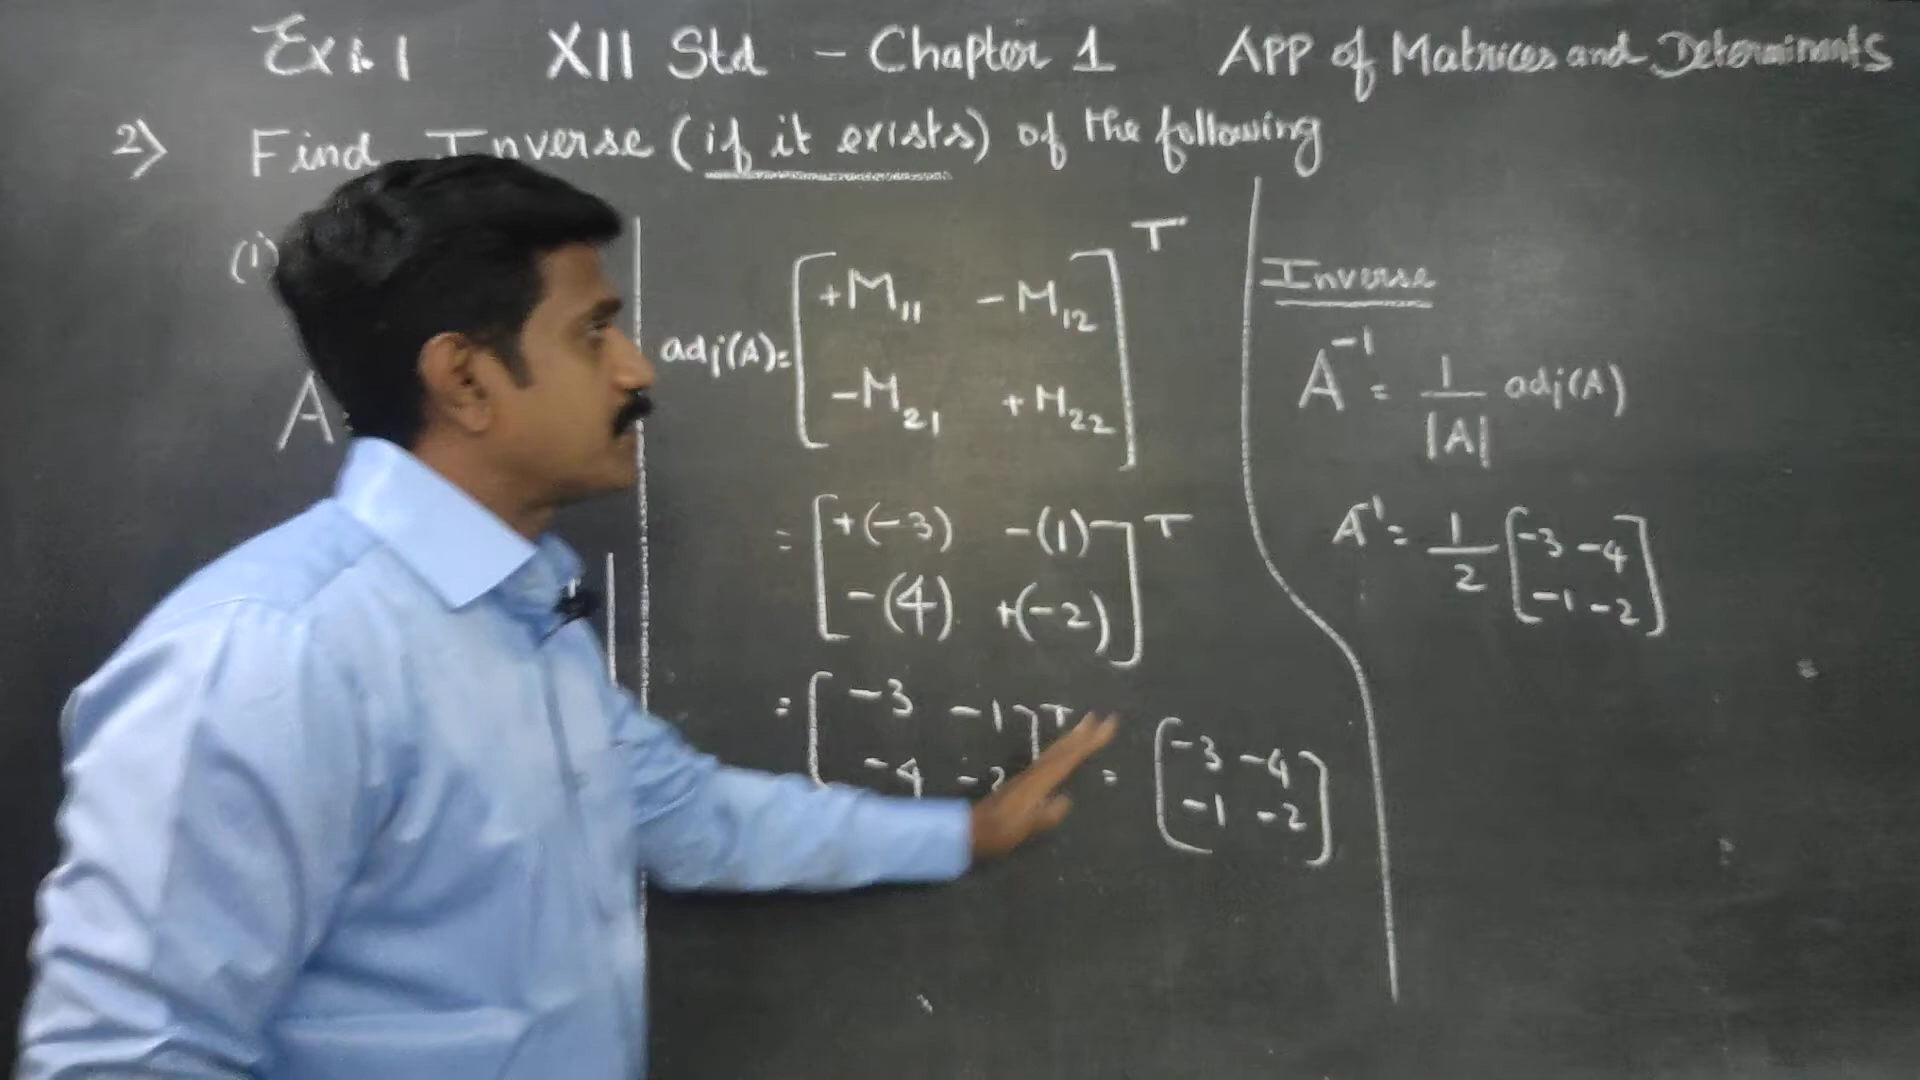 Ex 1.1 XII Std - Chapter 1 APP of Matrices and Determinants
2) Find Inverse (if it exists) of the following
(i)
A
adj(A) = [ +M₁₁ -M₁₂
-M₂₁ +M₂₂ ] T
= [ +(-3) -(1)
-(4) +(-2) ] T
= [ -3 -1
-4 -2 ] T = [ -3 -4
-1 -2 ]
Inverse
A⁻¹ = 1/|A| adj(A)
A⁻¹ = 1/2 [ -3 -4
-1 -2 ]